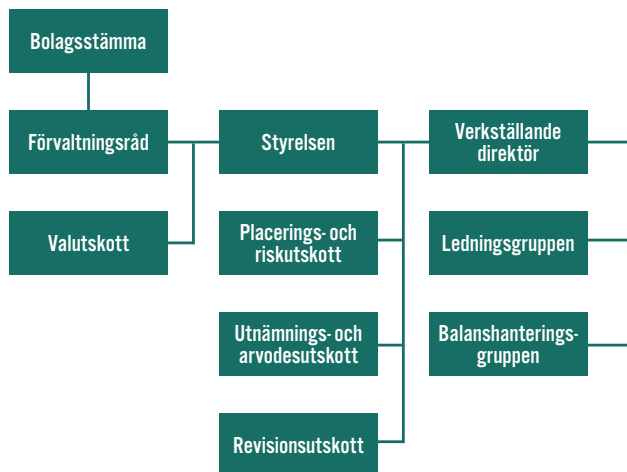 Bolagsstämma
Förvaltningsråd
Styrelsen
Verkställande
direktör
Valutskott
Placerings- och
riskutskott
Ledningsgruppen
Utnämnings- och
arvodesutskott
Balanshanterings-
gruppen
Revisionsutskott